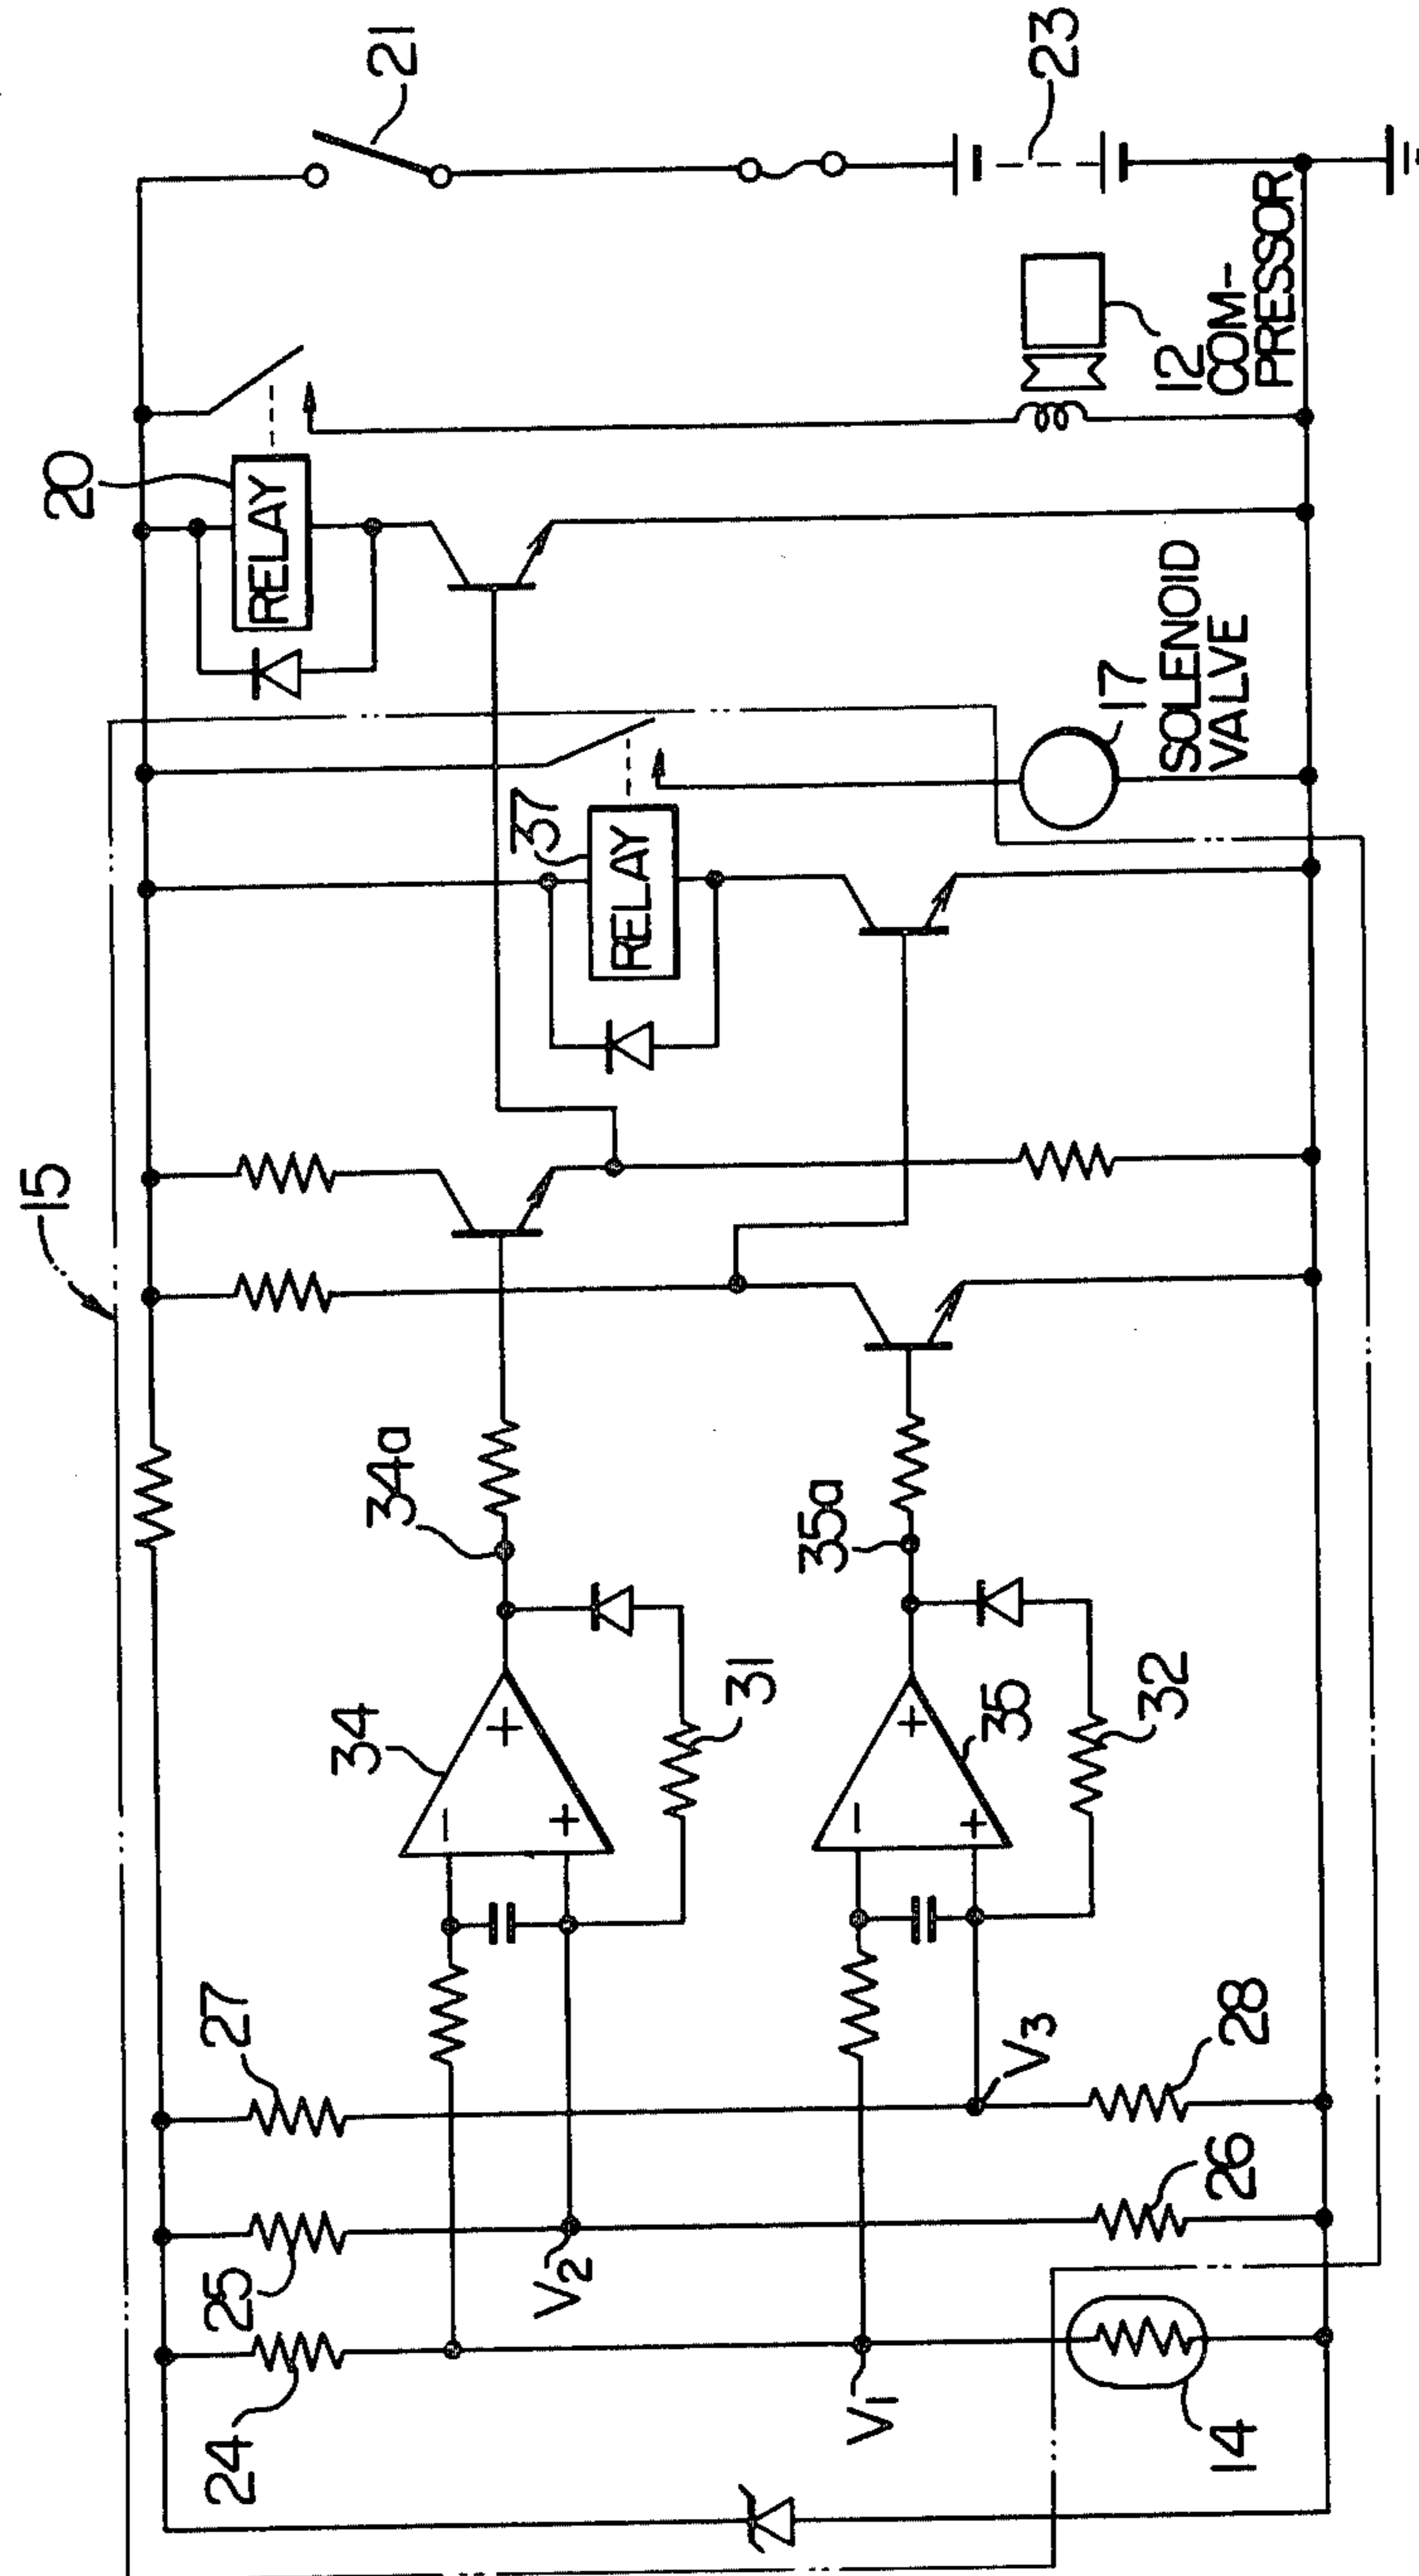 15
20
21
RELAY
37
RELAY
34a
34
31
35a
35
32
27
25
24
V2
V3
V1
28
26
14
17
SOLENOID
VALVE
12
COM-
PRESSOR
23
− + +
− + +